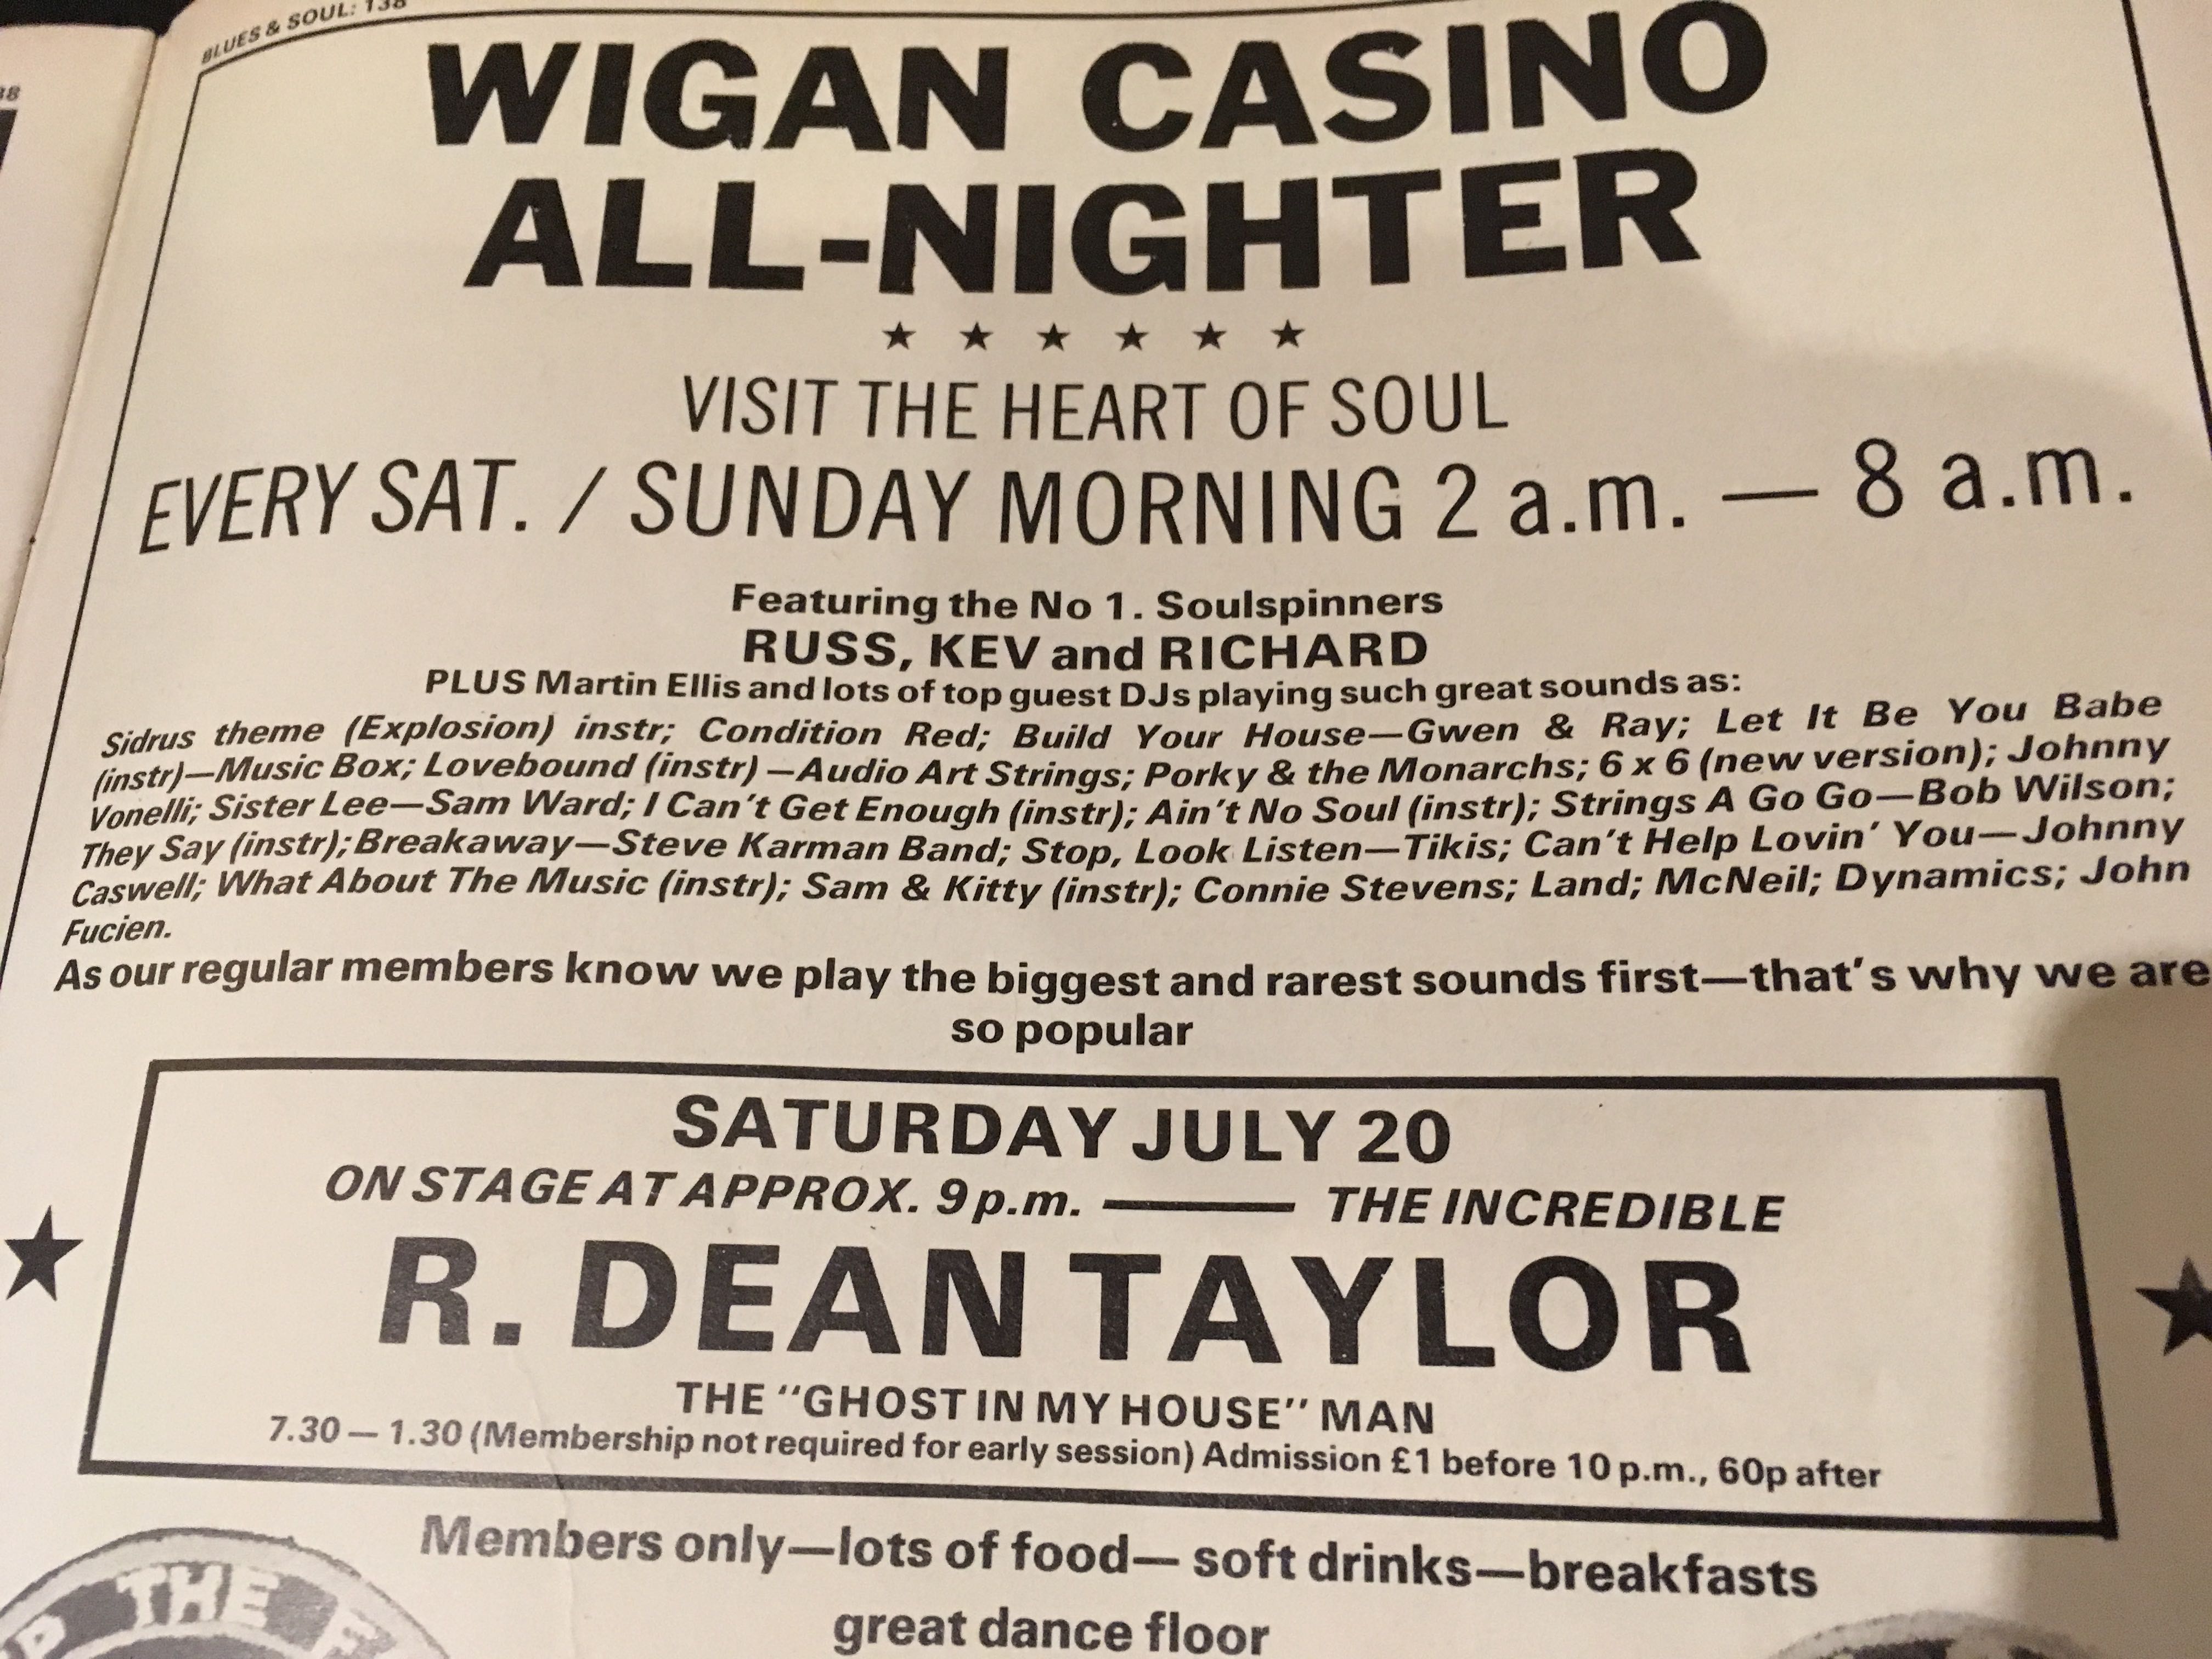 BLUES & SOUL: 138
38
WIGAN CASINO
ALL-NIGHTER
VISIT THE HEART OF SOUL
EVERY SAT. / SUNDAY MORNING 2 a.m. — 8 a.m.
Featuring the No 1. Soulspinners
RUSS, KEV and RICHARD
PLUS Martin Ellis and lots of top guest DJs playing such great sounds as:
Sidrus theme (Explosion) instr; Condition Red; Build Your House—Gwen & Ray; Let It Be You Babe
(instr)—Music Box; Lovebound (instr) —Audio Art Strings; Porky & the Monarchs; 6 x 6 (new version); Johnny
Vonelli; Sister Lee—Sam Ward; I Can't Get Enough (instr); Ain't No Soul (instr); Strings A Go Go—Bob Wilson;
They Say (instr); Breakaway—Steve Karman Band; Stop, Look Listen—Tikis; Can't Help Lovin' You—Johnny
Caswell; What About The Music (instr); Sam & Kitty (instr); Connie Stevens; Land; McNeil; Dynamics; John
Fucien.
As our regular members know we play the biggest and rarest sounds first—that's why we are
so popular
SATURDAY JULY 20
ON STAGE AT APPROX. 9 p.m. —— THE INCREDIBLE
R. DEAN TAYLOR
THE "GHOST IN MY HOUSE" MAN
7.30 — 1.30 (Membership not required for early session) Admission £1 before 10 p.m., 60p after
Members only—lots of food— soft drinks—breakfasts
great dance floor
THE